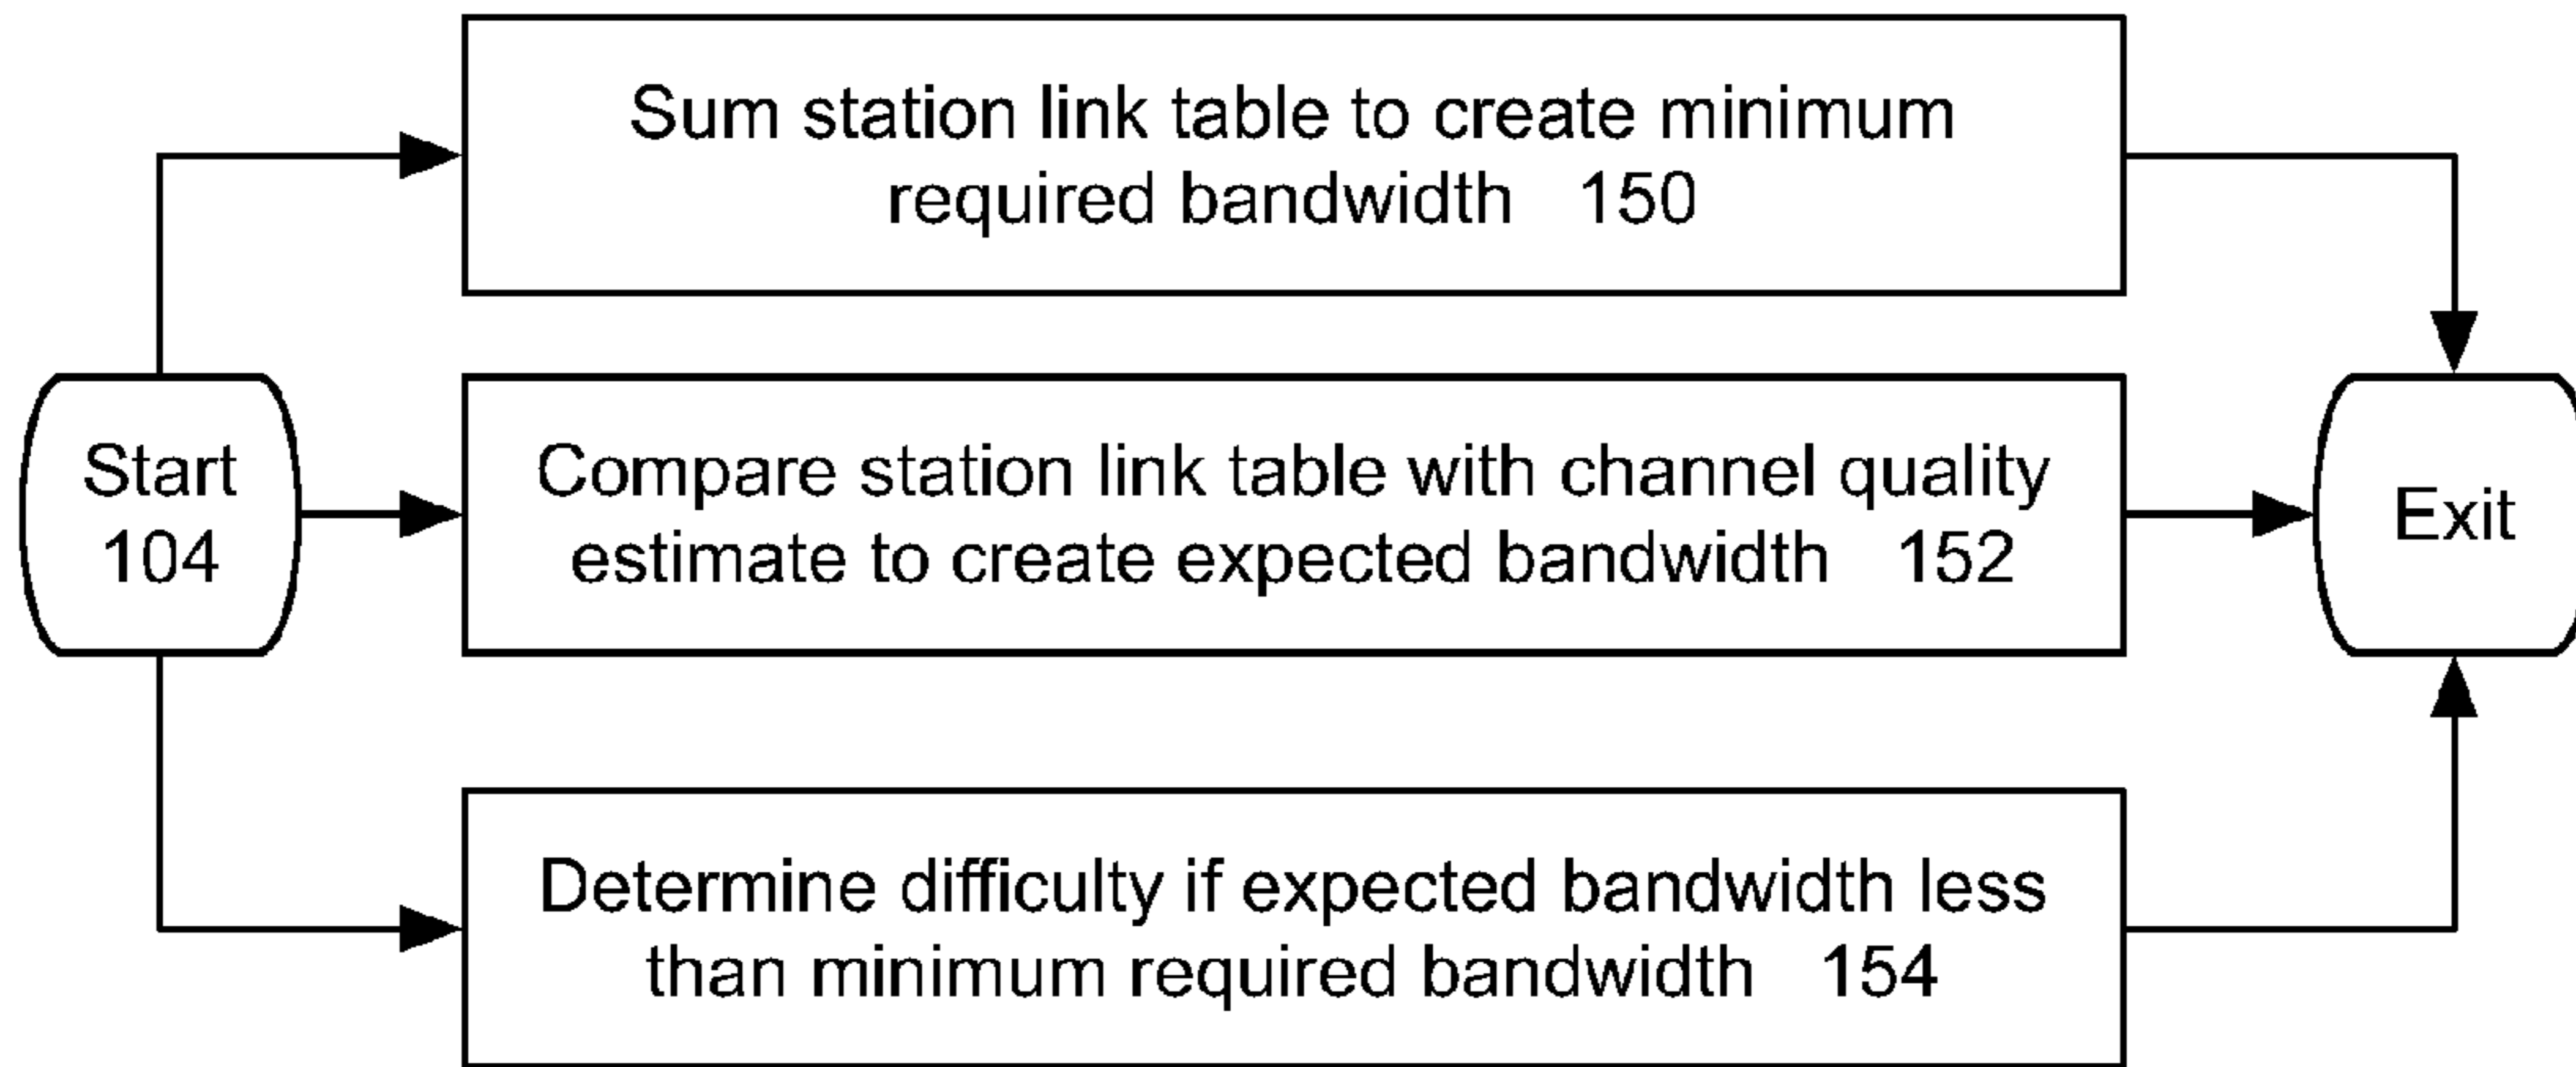 Sum station link table to create minimum
required bandwidth 150
Start
104
Compare station link table with channel quality
estimate to create expected bandwidth 152
Exit
Determine difficulty if expected bandwidth less
than minimum required bandwidth 154